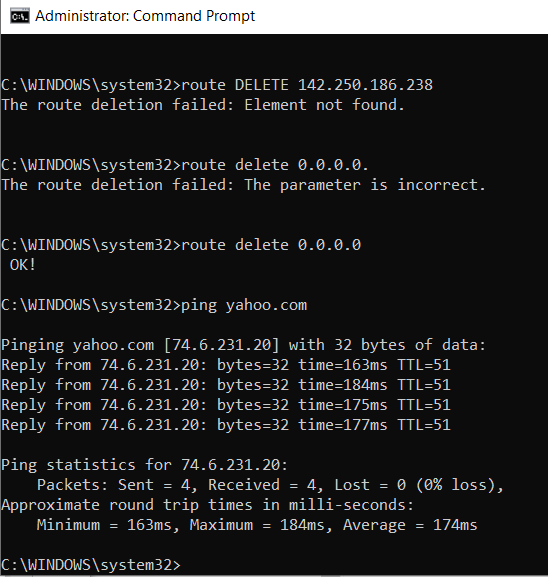 Administrator: Command Prompt
C:\WINDOWS\system32>route DELETE 142.250.186.238
The route deletion failed: Element not found.
C:\WINDOWS\system32>route delete 0.0.0.0.
The route deletion failed: The parameter is incorrect.
C:\WINDOWS\system32>route delete 0.0.0.0
 OK!
C:\WINDOWS\system32>ping yahoo.com
Pinging yahoo.com [74.6.231.20] with 32 bytes of data:
Reply from 74.6.231.20: bytes=32 time=163ms TTL=51
Reply from 74.6.231.20: bytes=32 time=184ms TTL=51
Reply from 74.6.231.20: bytes=32 time=175ms TTL=51
Reply from 74.6.231.20: bytes=32 time=177ms TTL=51
Ping statistics for 74.6.231.20:
    Packets: Sent = 4, Received = 4, Lost = 0 (0% loss),
Approximate round trip times in milli-seconds:
    Minimum = 163ms, Maximum = 184ms, Average = 174ms
C:\WINDOWS\system32>